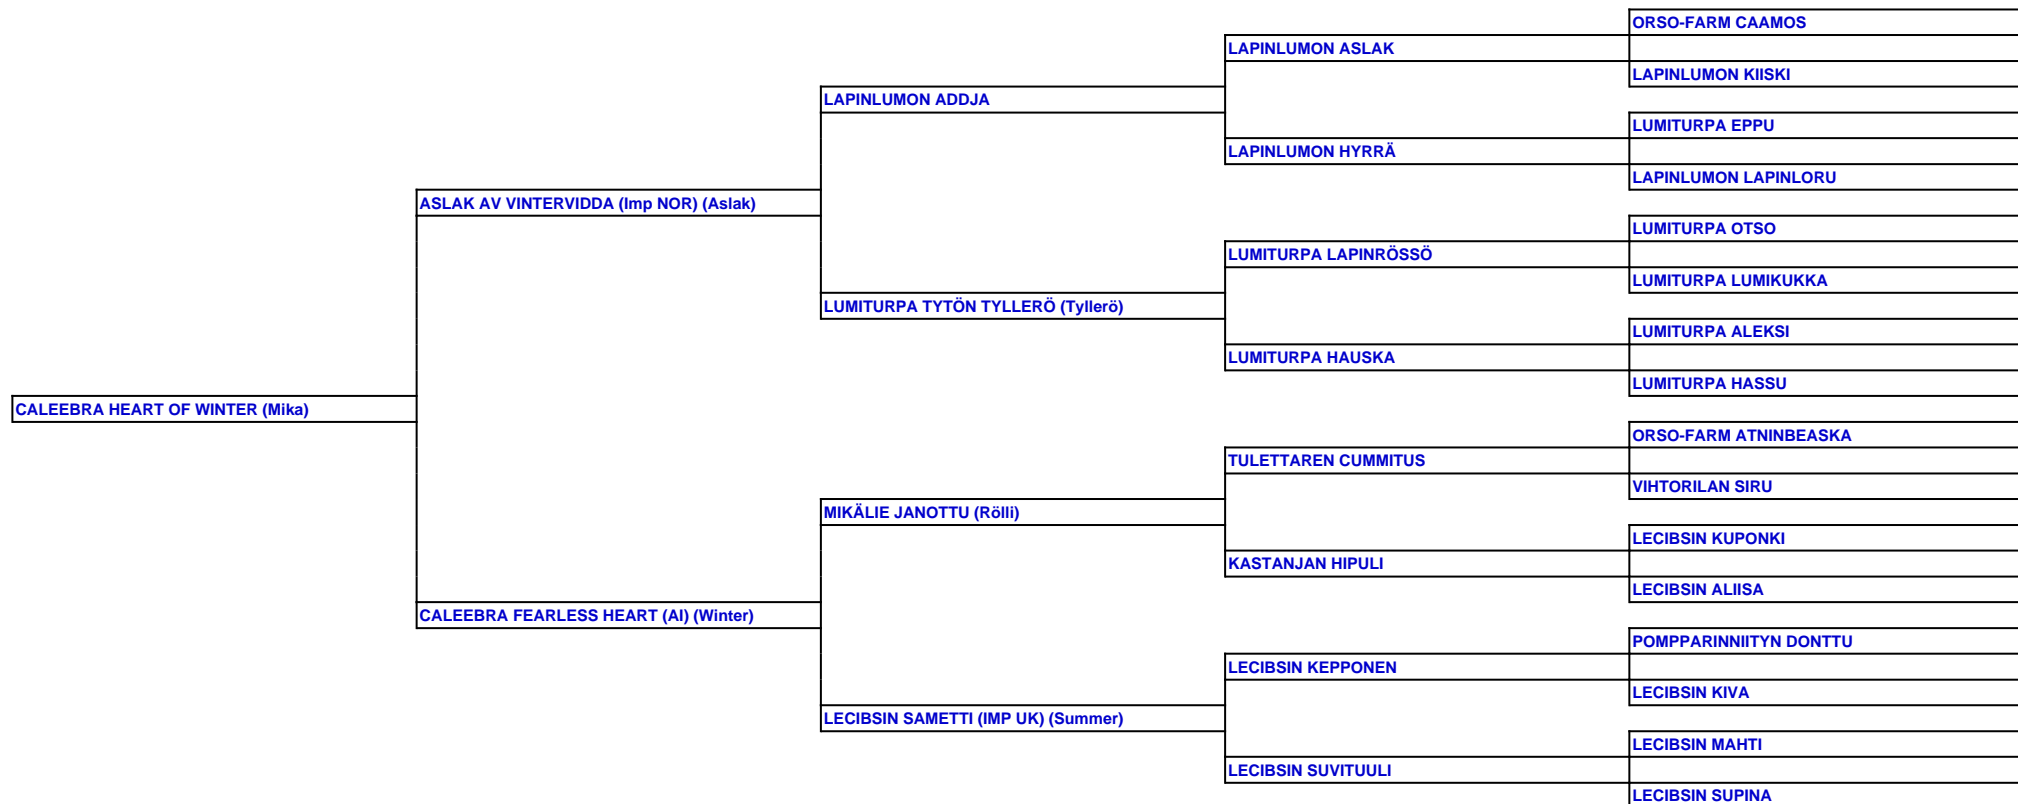 ORSO-FARM CAAMOS
LAPINLUMON ASLAK
LAPINLUMON KIISKI
LAPINLUMON ADDJA
LUMITURPA EPPU
LAPINLUMON HYRRÄ
LAPINLUMON LAPINLORU
ASLAK AV VINTERVIDDA (Imp NOR) (Aslak)
LUMITURPA OTSO
LUMITURPA LAPINRÖSSÖ
LUMITURPA LUMIKUKKA
LUMITURPA TYTÖN TYLLERÖ (Tyllerö)
LUMITURPA ALEKSI
LUMITURPA HAUSKA
LUMITURPA HASSU
CALEEBRA HEART OF WINTER (Mika)
ORSO-FARM ATNINBEASKA
TULETTAREN CUMMITUS
VIHTORILAN SIRU
MIKÄLIE JANOTTU (Rölli)
LECIBSIN KUPONKI
KASTANJAN HIPULI
LECIBSIN ALIISA
CALEEBRA FEARLESS HEART (AI) (Winter)
POMPPARINNIITYN DONTTU
LECIBSIN KEPPONEN
LECIBSIN KIVA
LECIBSIN SAMETTI (IMP UK) (Summer)
LECIBSIN MAHTI
LECIBSIN SUVITUULI
LECIBSIN SUPINA